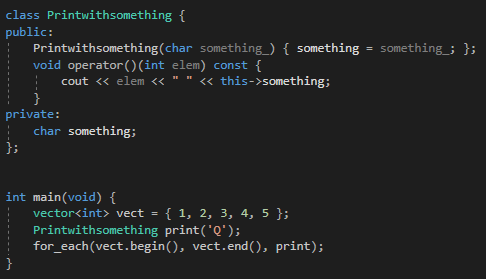 class Printwithsomething {
public:
    Printwithsomething(char something_) { something = something_; };
    void operator()(int elem) const {
        cout << elem << " " << this->something;
    }
private:
    char something;
};
int main(void) {
    vector<int> vect = { 1, 2, 3, 4, 5 };
    Printwithsomething print('Q');
    for_each(vect.begin(), vect.end(), print);
}